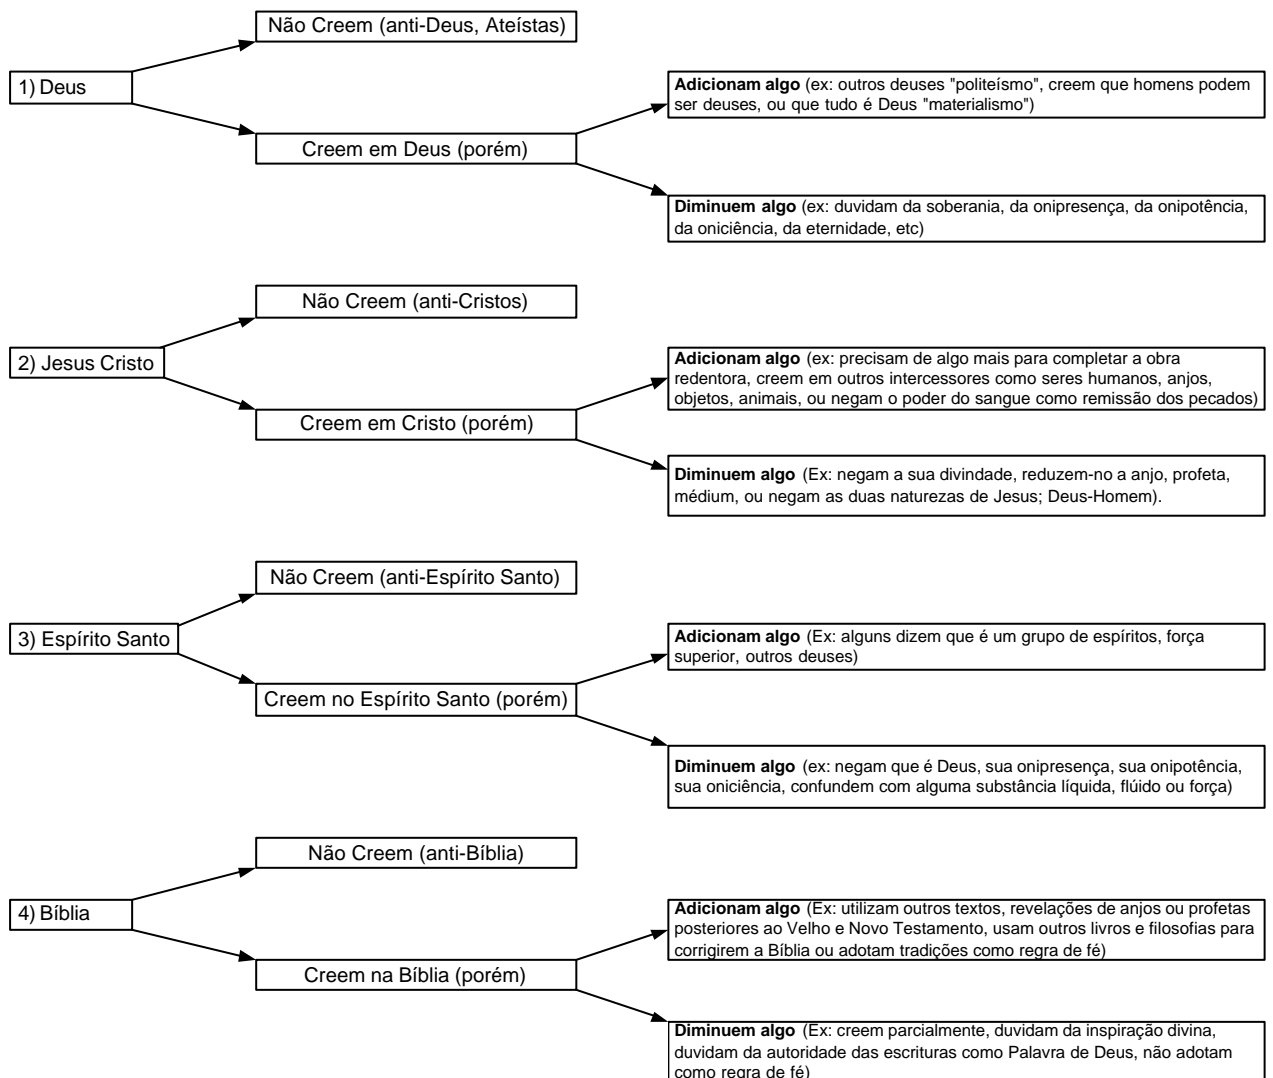 Não Creem (anti-Deus, Ateístas)
1) Deus
Adicionam algo (ex: outros deuses "politeísmo", creem que homens podem
ser deuses, ou que tudo é Deus "materialismo")
Creem em Deus (porém)
Diminuem algo (ex: duvidam da soberania, da onipresença, da onipotência,
da oniciência, da eternidade, etc)
Não Creem (anti-Cristos)
2) Jesus Cristo
Adicionam algo (ex: precisam de algo mais para completar a obra
redentora, creem em outros intercessores como seres humanos, anjos,
objetos, animais, ou negam o poder do sangue como remissão dos pecados)
Creem em Cristo (porém)
Diminuem algo (Ex: negam a sua divindade, reduzem-no a anjo, profeta,
médium, ou negam as duas naturezas de Jesus; Deus-Homem).
Não Creem (anti-Espírito Santo)
3) Espírito Santo
Adicionam algo (Ex: alguns dizem que é um grupo de espíritos, força
superior, outros deuses)
Creem no Espírito Santo (porém)
Diminuem algo (ex: negam que é Deus, sua onipresença, sua onipotência,
sua oniciência, confundem com alguma substância líquida, flúido ou força)
Não Creem (anti-Bíblia)
4) Bíblia
Adicionam algo (Ex: utilizam outros textos, revelações de anjos ou profetas
posteriores ao Velho e Novo Testamento, usam outros livros e filosofias para
corrigirem a Bíblia ou adotam tradições como regra de fé)
Creem na Bíblia (porém)
Diminuem algo (Ex: creem parcialmente, duvidam da inspiração divina,
duvidam da autoridade das escrituras como Palavra de Deus, não adotam
como regra de fé)